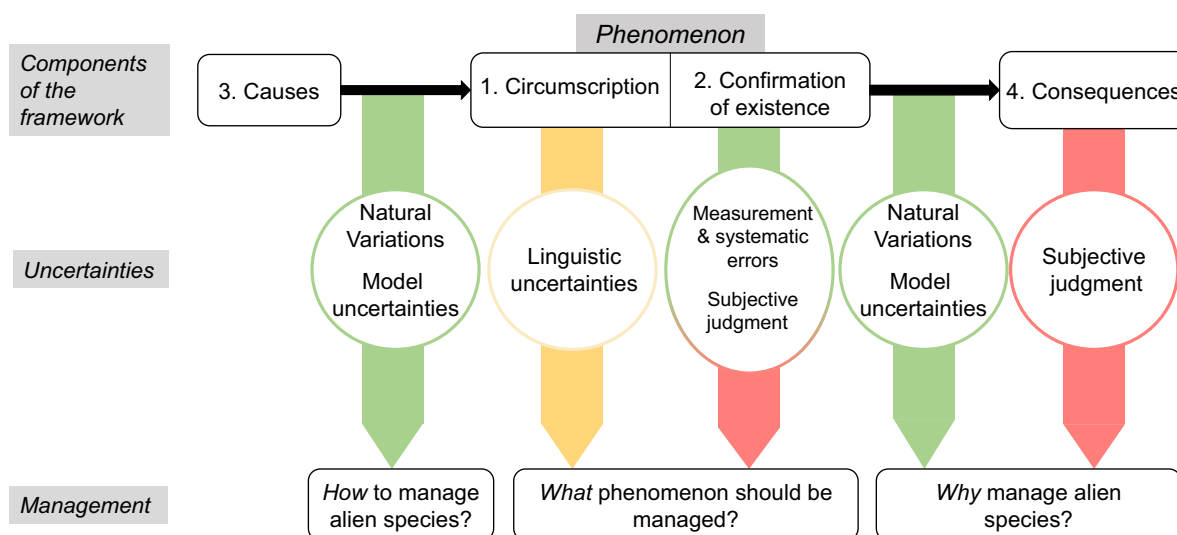 Phenomenon
Components
of the
framework
3. Causes
1. Circumscription
2. Confirmation
of existence
4. Consequences
Uncertainties
Natural
Variations
Model
uncertainties
Linguistic
uncertainties
Measurement
& systematic
errors
Subjective
judgment
Natural
Variations
Model
uncertainties
Subjective
judgment
Management
How to manage
alien species?
What phenomenon should be
managed?
Why manage alien
species?